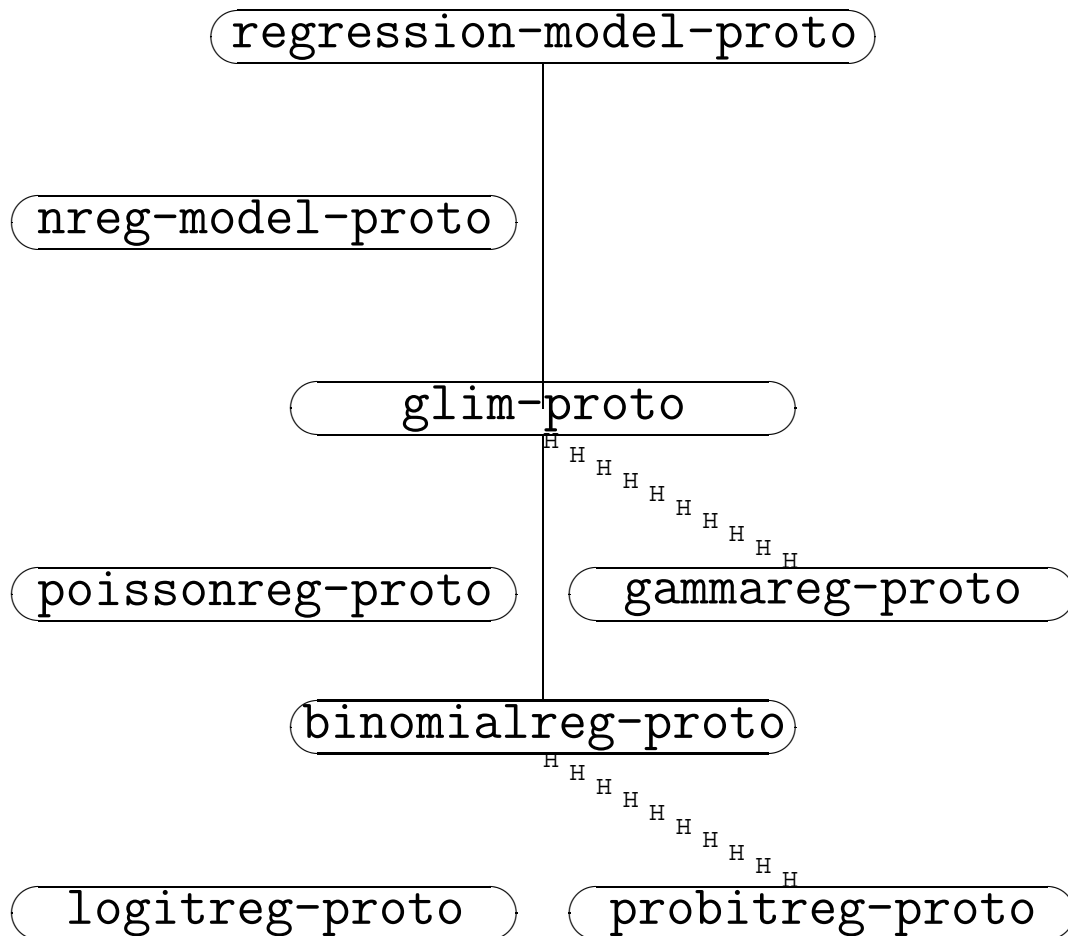 regression-model-proto
nreg-model-proto
glim-proto
H
H
H
H
H
H
H
H
H
H
poissonreg-proto gammareg-proto
binomialreg-proto
H
H
H
H
H
H
H
H
H
H
logitreg-proto probitreg-proto